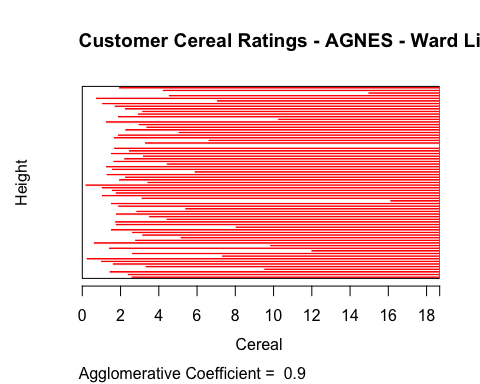 Customer Cereal Ratings - AGNES - Ward Li
Height
0 2 4 6 8 10 12 14 16 18
Cereal
Agglomerative Coefficient = 0.9